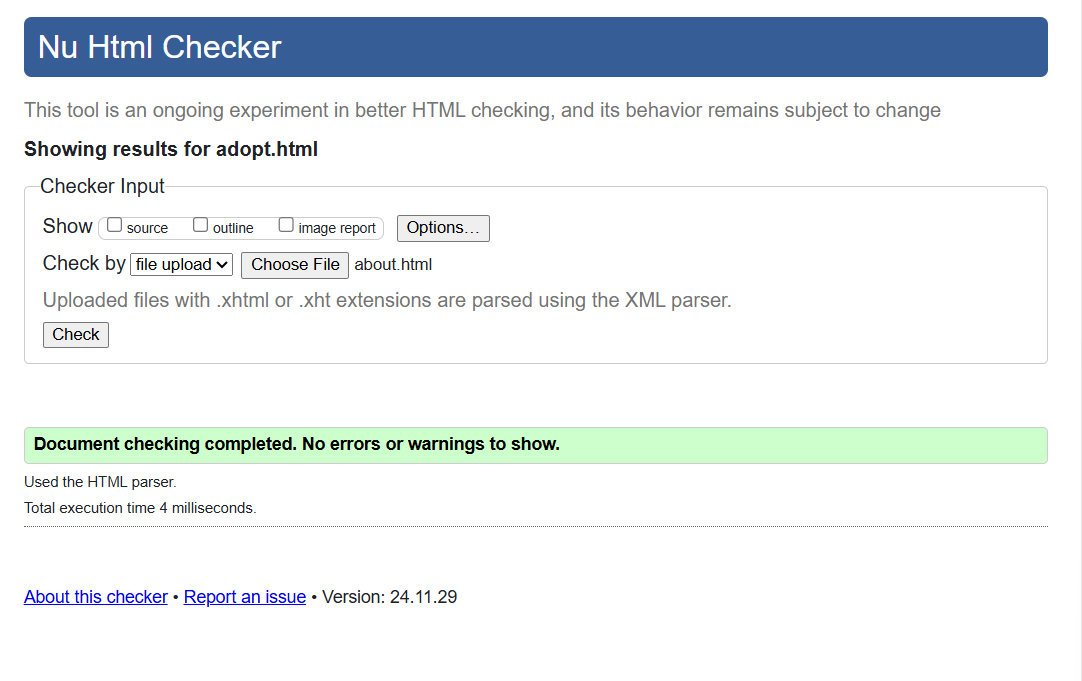 Nu Html Checker
This tool is an ongoing experiment in better HTML checking, and its behavior remains subject to change
Showing results for adopt.html
Checker Input
Show source outline image report Options…
Check by file upload Choose File about.html
Uploaded files with .xhtml or .xht extensions are parsed using the XML parser.
Check
Document checking completed. No errors or warnings to show.
Used the HTML parser.
Total execution time 4 milliseconds.
About this checker • Report an issue • Version: 24.11.29